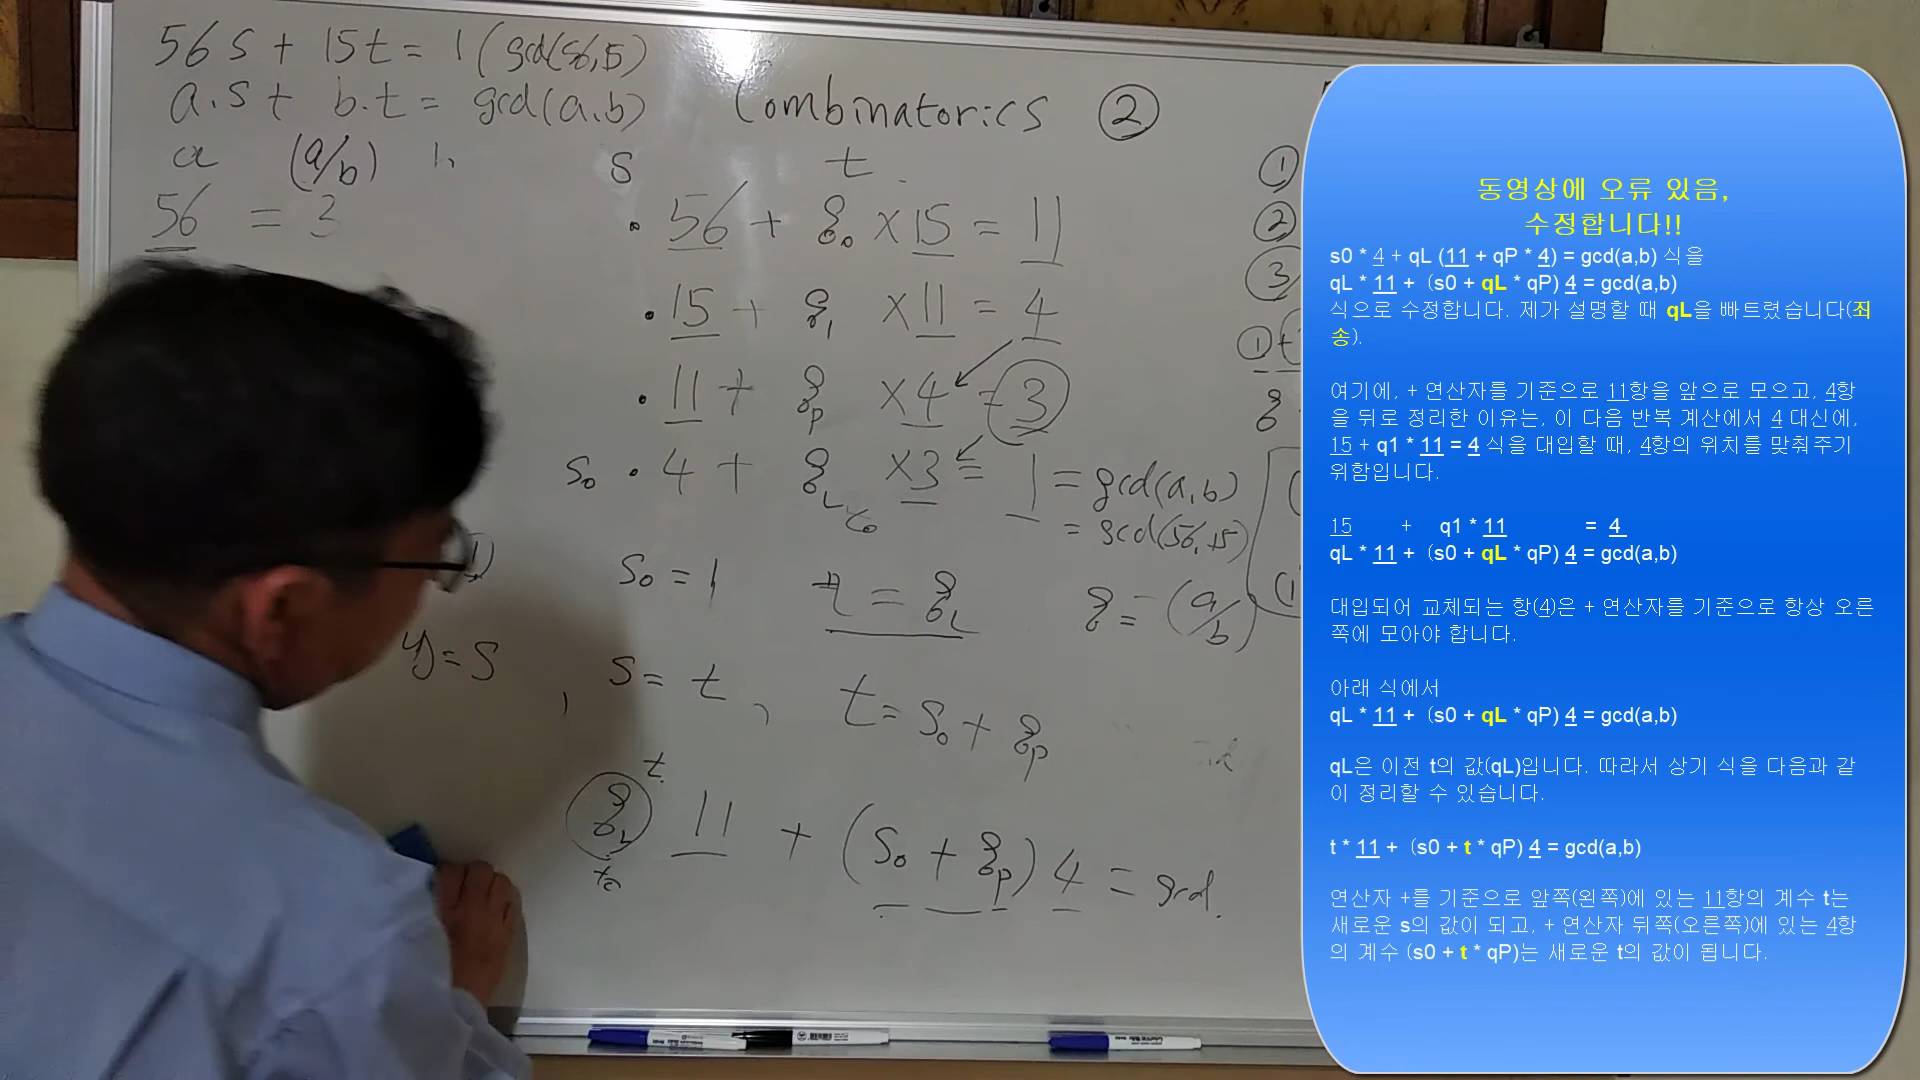 56 s + 15t = 1 (gcd(56,15)
a.s + b.t = gcd(a.b)
Combinatorics ②
a (a/b)
s t
56 = 3
. 56 + q₀ × 15 = 11
. 15 + q₁ × 11 = 4
. 11 + qₚ × 4 = 3
s₀ . 4 + q_L × 3 = 1 = gcd(a,b)
t₀
= gcd(56,15)
s₀ = 1 t = q_L q = -(a/b)
y = s , s = t , t = s₀ + qₚ
t
q_L 11 + (s₀ + qₚ) 4 = gcd.
t₀
①
②
③
① +
q
동영상에 오류 있음,
수정합니다!!
s0 * 4 + qL (11 + qP * 4) = gcd(a,b) 식을
qL * 11 + (s0 + qL * qP) 4 = gcd(a,b)
식으로 수정합니다. 제가 설명할 때 qL을 빠트렸습니다(죄
송).
여기에, + 연산자를 기준으로 11항을 앞으로 모으고, 4항
을 뒤로 정리한 이유는, 이 다음 반복 계산에서 4 대신에,
15 + q1 * 11 = 4 식을 대입할 때, 4항의 위치를 맞춰주기
위함입니다.
15 + q1 * 11 = 4
qL * 11 + (s0 + qL * qP) 4 = gcd(a,b)
대입되어 교체되는 항(4)은 + 연산자를 기준으로 항상 오른
쪽에 모아야 합니다.
아래 식에서
qL * 11 + (s0 + qL * qP) 4 = gcd(a,b)
qL은 이전 t의 값(qL)입니다. 따라서 상기 식을 다음과 같
이 정리할 수 있습니다.
t * 11 + (s0 + t * qP) 4 = gcd(a,b)
연산자 +를 기준으로 앞쪽(왼쪽)에 있는 11항의 계수 t는
새로운 s의 값이 되고, + 연산자 뒤쪽(오른쪽)에 있는 4항
의 계수 (s0 + t * qP)는 새로운 t의 값이 됩니다.